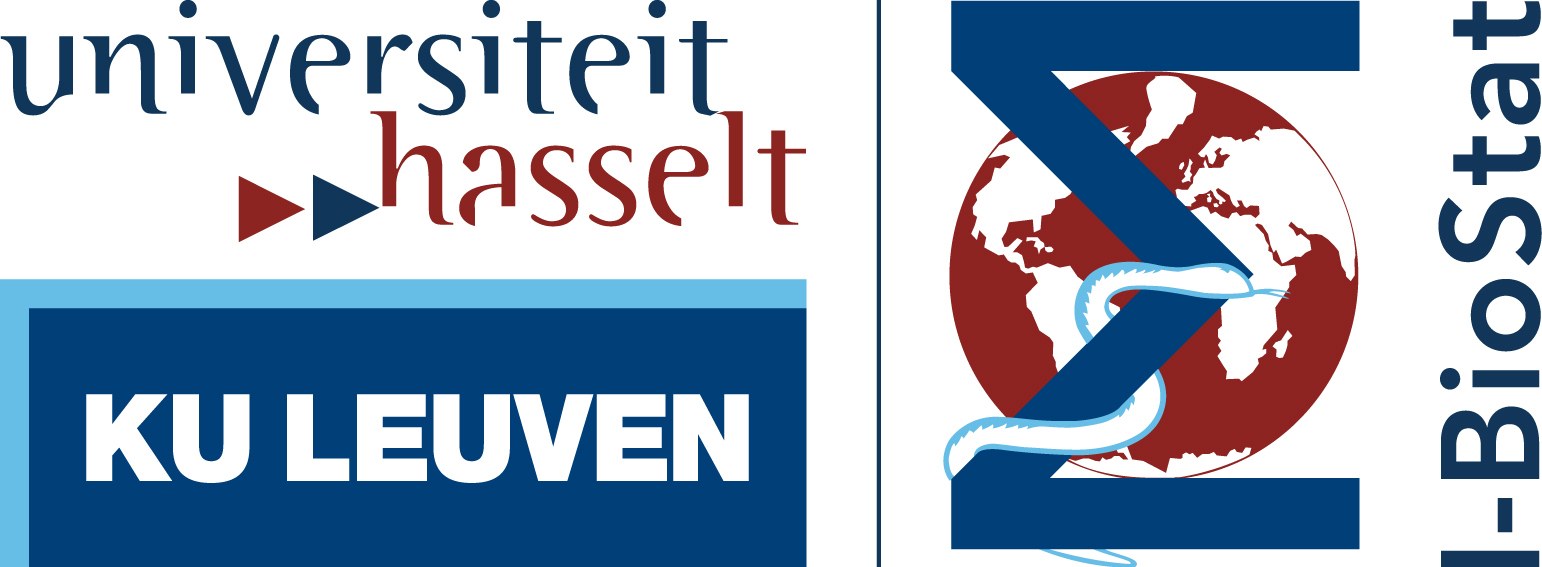 universiteit
hasselt
KU LEUVEN
I-BioStat